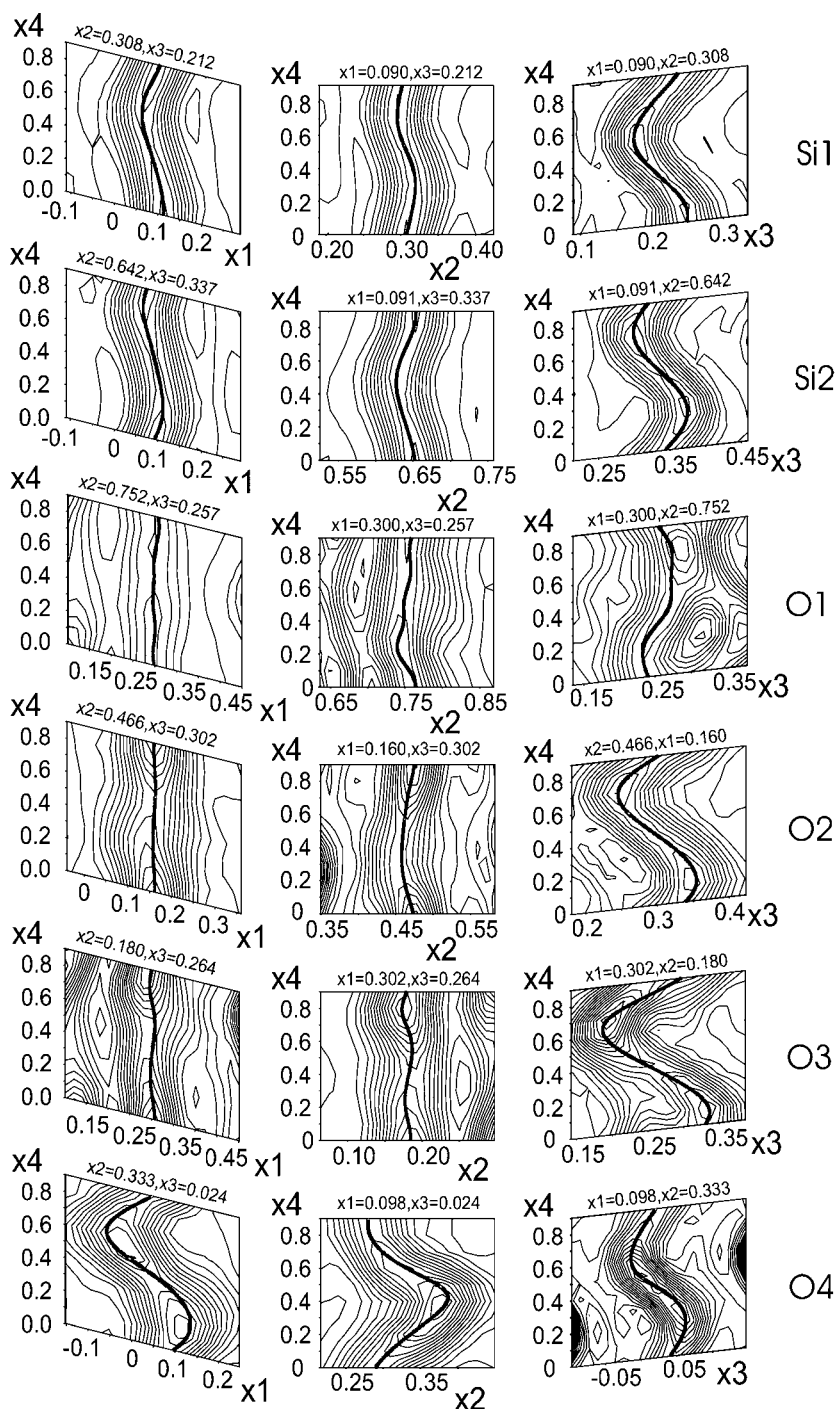 x4 x2=0.308,x3=0.212 0.8 0.6 0.4 0.2 0.0 -0.1 0 0.1 0.2 x1
x4 x1=0.090,x3=0.212 0.8 0.6 0.4 0.2 0 0.20 0.30 0.40 x2
x4 x1=0.090,x2=0.308 0.8 0.6 0.4 0.2 0 0.1 0.2 0.3 x3
Si1
x4 x2=0.642,x3=0.337 0.8 0.6 0.4 0.2 0.0 -0.1 0 0.1 0.2 x1
x4 x1=0.091,x3=0.337 0.8 0.6 0.4 0.2 0 0.55 0.65 0.75 x2
x4 x1=0.091,x2=0.642 0.8 0.6 0.4 0.2 0 0.25 0.35 0.45 x3
Si2
x4 x2=0.752,x3=0.257 0.8 0.6 0.4 0.2 0.0 0.15 0.25 0.35 0.45 x1
x4 x1=0.300,x3=0.257 0.8 0.6 0.4 0.2 0 0.65 0.75 0.85 x2
x4 x1=0.300,x2=0.752 0.8 0.6 0.4 0.2 0 0.15 0.25 0.35 x3
O1
x4 x2=0.466,x3=0.302 0.8 0.6 0.4 0.2 0 0 0.1 0.2 0.3 x1
x4 x1=0.160,x3=0.302 0.8 0.6 0.4 0.2 0 0.35 0.45 0.55 x2
x4 x2=0.466,x1=0.160 0.8 0.6 0.4 0.2 0 0.2 0.3 0.4 x3
O2
x4 x2=0.180,x3=0.264 0.8 0.6 0.4 0.2 0.0 0.15 0.25 0.35 0.45 x1
x4 x1=0.302,x3=0.264 0.8 0.6 0.4 0.2 0 0.10 0.20 x2
x4 x1=0.302,x2=0.180 0.8 0.6 0.4 0.2 0 0.15 0.25 0.35 x3
O3
x4 x2=0.333,x3=0.024 0.8 0.6 0.4 0.2 0.0 -0.1 0 0.1 0.2 x1
x4 x1=0.098,x3=0.024 0.8 0.6 0.4 0.2 0 0.25 0.35 x2
x4 x1=0.098,x2=0.333 0.8 0.6 0.4 0.2 0 -0.05 0.05 x3
O4